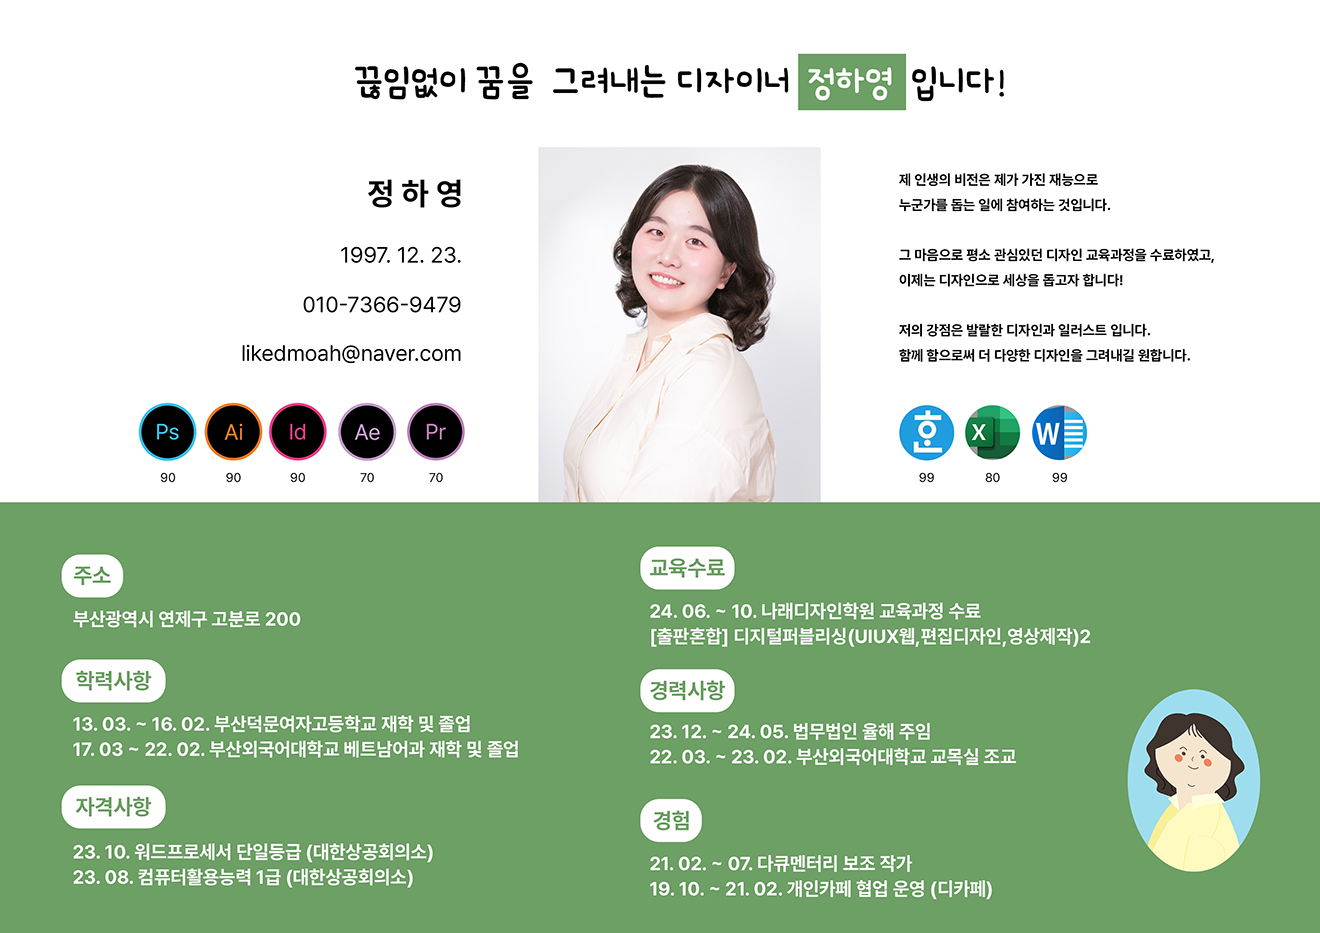 끊임없이 꿈을 그려내는 디자이너 정하영 입니다!
정 하 영
1997. 12. 23.
010-7366-9479
likedmoah@naver.com
Ps Ai Id Ae Pr
90 90 90 70 70
제 인생의 비전은 제가 가진 재능으로
누군가를 돕는 일에 참여하는 것입니다.
그 마음으로 평소 관심있던 디자인 교육과정을 수료하였고,
이제는 디자인으로 세상을 돕고자 합니다!
저의 강점은 발랄한 디자인과 일러스트 입니다.
함께 함으로써 더 다양한 디자인을 그려내길 원합니다.
혼 X W
99 80 99
주소
부산광역시 연제구 고분로 200
학력사항
13. 03. ~ 16. 02. 부산덕문여자고등학교 재학 및 졸업
17. 03 ~ 22. 02. 부산외국어대학교 베트남어과 재학 및 졸업
자격사항
23. 10. 워드프로세서 단일등급 (대한상공회의소)
23. 08. 컴퓨터활용능력 1급 (대한상공회의소)
교육수료
24. 06. ~ 10. 나래디자인학원 교육과정 수료
[출판혼합] 디지털퍼블리싱(UIUX웹,편집디자인,영상제작)2
경력사항
23. 12. ~ 24. 05. 법무법인 율해 주임
22. 03. ~ 23. 02. 부산외국어대학교 교목실 조교
경험
21. 02. ~ 07. 다큐멘터리 보조 작가
19. 10. ~ 21. 02. 개인카페 협업 운영 (디카페)